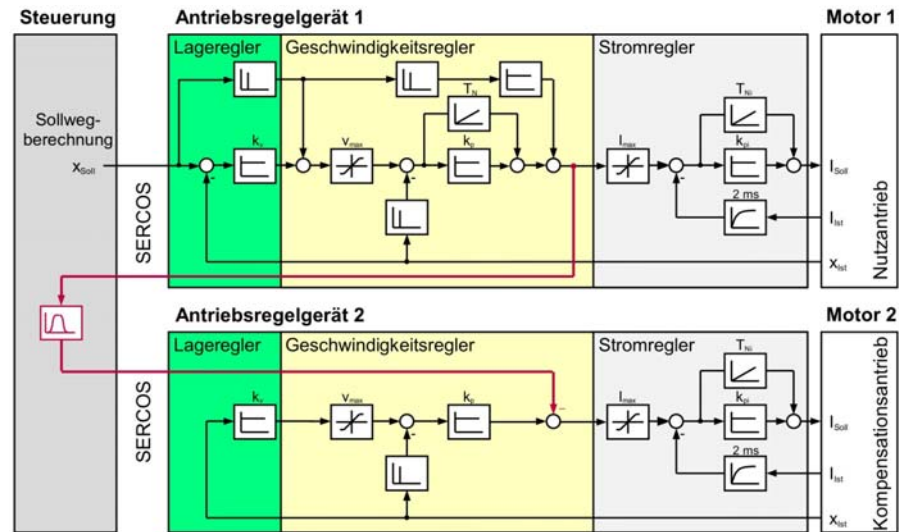 Steuerung
Antriebsregelgerät 1
Motor 1
Lageregler
Geschwindigkeitsregler
Stromregler
Sollweg-
berechnung
x_Soll
SERCOS
T_N
k_v
v_max
k_p
I_max
T_Ni
k_pi
2 ms
I_Soll
I_Ist
x_Ist
Nutzantrieb
Antriebsregelgerät 2
Motor 2
Lageregler
Geschwindigkeitsregler
Stromregler
SERCOS
k_v
v_max
k_p
I_max
T_Ni
k_pi
2 ms
I_Soll
I_Ist
x_Ist
Kompensationsantrieb